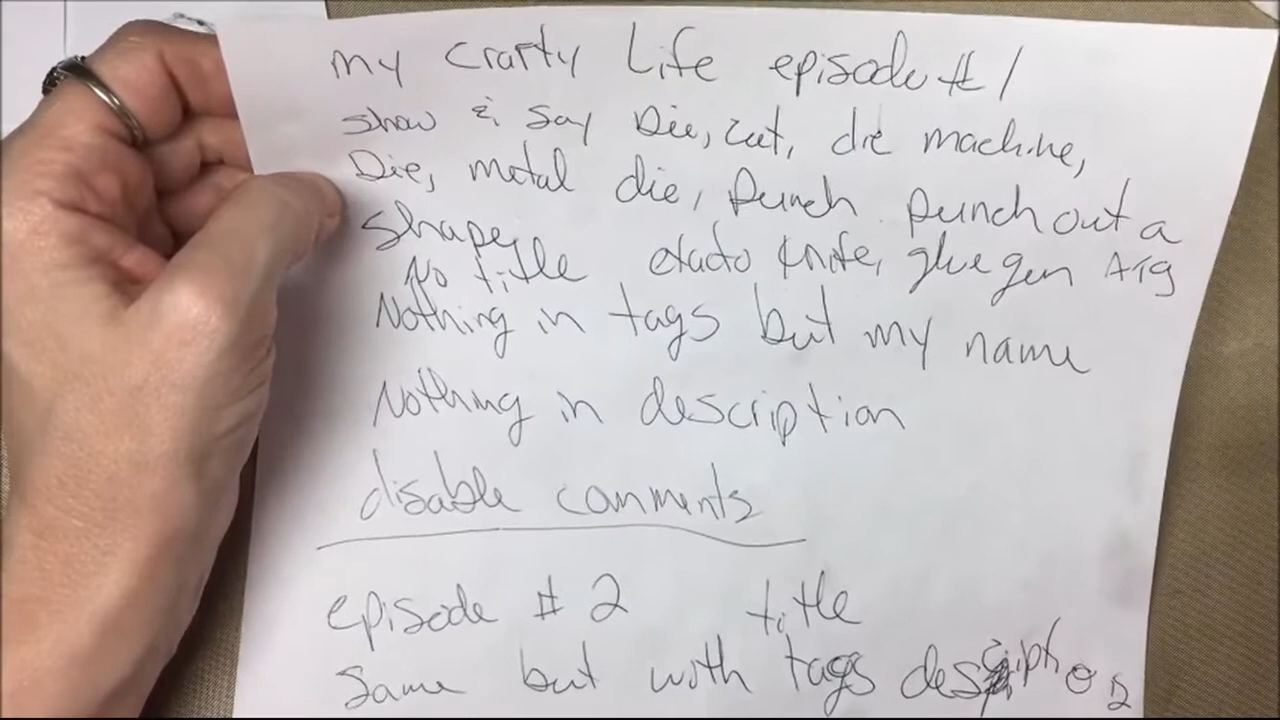 my crafty Life episode #1
show & say Die, cut, die machine,
Die, metal die, Punch punch out a
shape
No title exacto knife, glue gun
Nothing in tags but my name
Nothing in description
disable comments
episode # 2 title
Same but with tags description